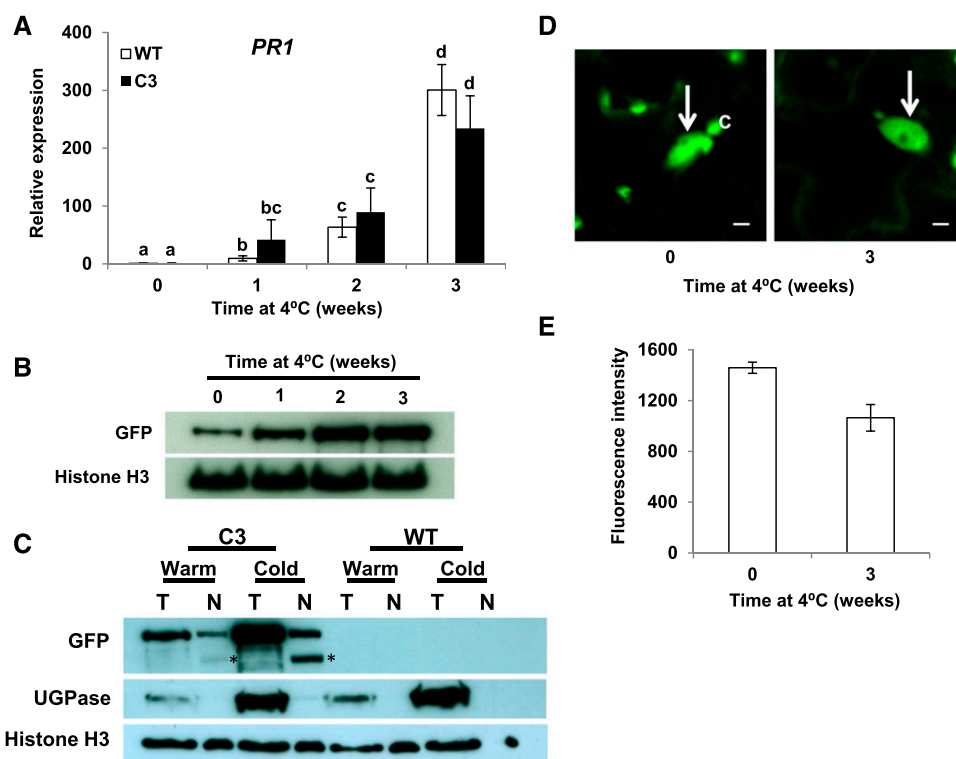 A
PR1
WT
C3
Relative expression
400
300
200
100
0
a a
b bc
c c
d d
0 1 2 3
Time at 4ºC (weeks)
B
Time at 4ºC (weeks)
0 1 2 3
GFP
Histone H3
C
C3 WT
Warm Cold Warm Cold
T N T N T N T N
GFP
* *
UGPase
Histone H3
D
C
0 3
Time at 4ºC (weeks)
E
Fluorescence intensity
1600
1200
800
400
0
0 3
Time at 4ºC (weeks)